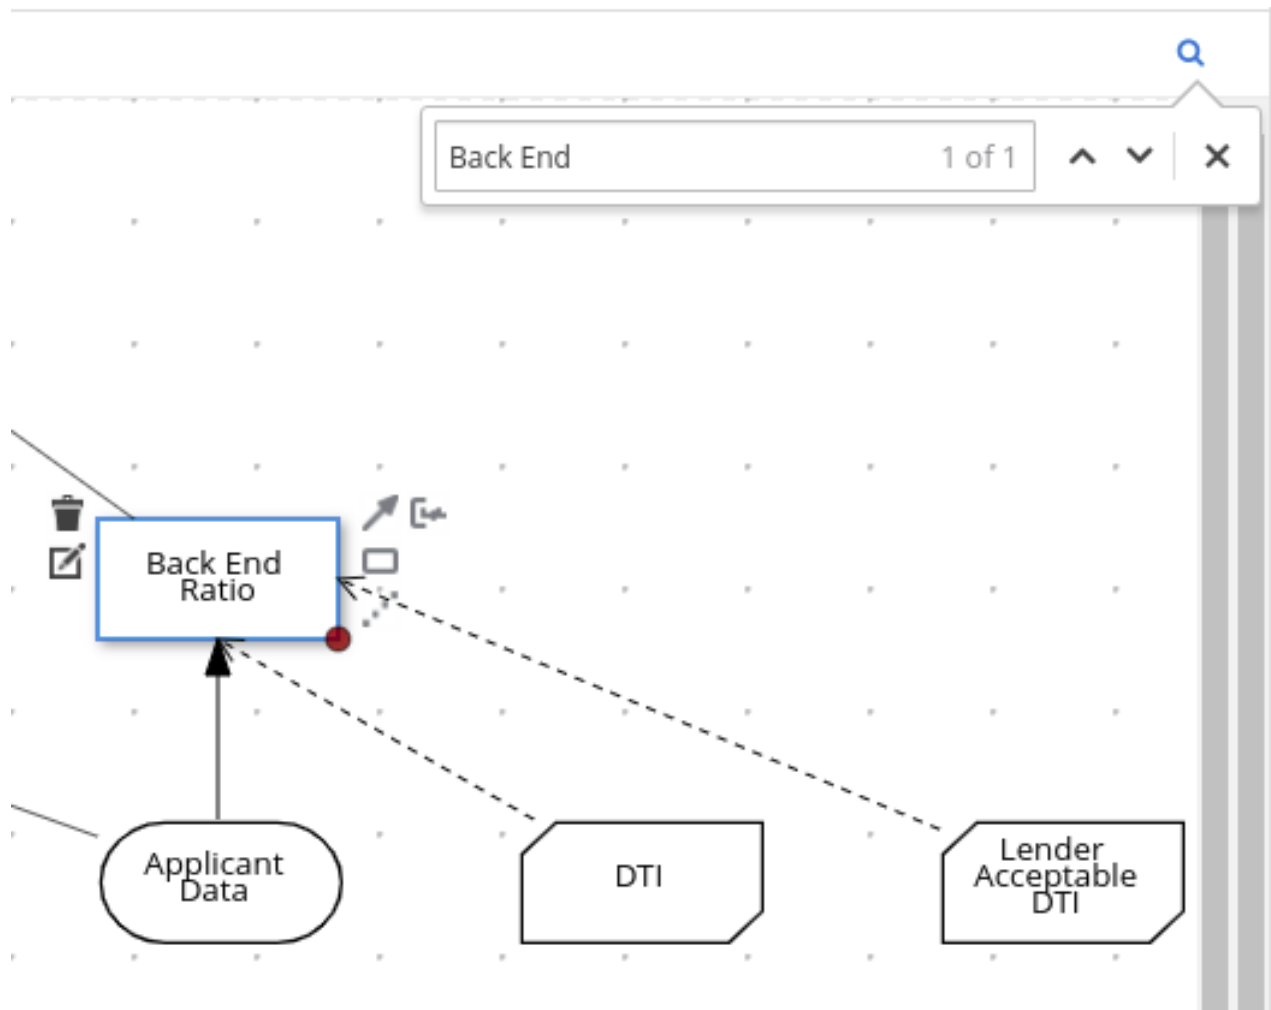 Back End 1 of 1
Back End
Ratio
Applicant
Data
DTI
Lender
Acceptable
DTI